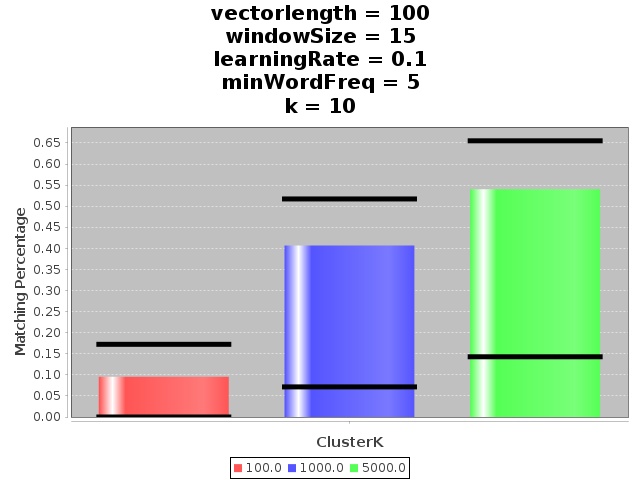 vectorlength = 100
windowSize = 15
learningRate = 0.1
minWordFreq = 5
k = 10
0.65
0.60
0.55
0.50
0.45
0.40
0.35
0.30
0.25
0.20
0.15
0.10
0.05
0.00
Matching Percentage
ClusterK
100.0 1000.0 5000.0